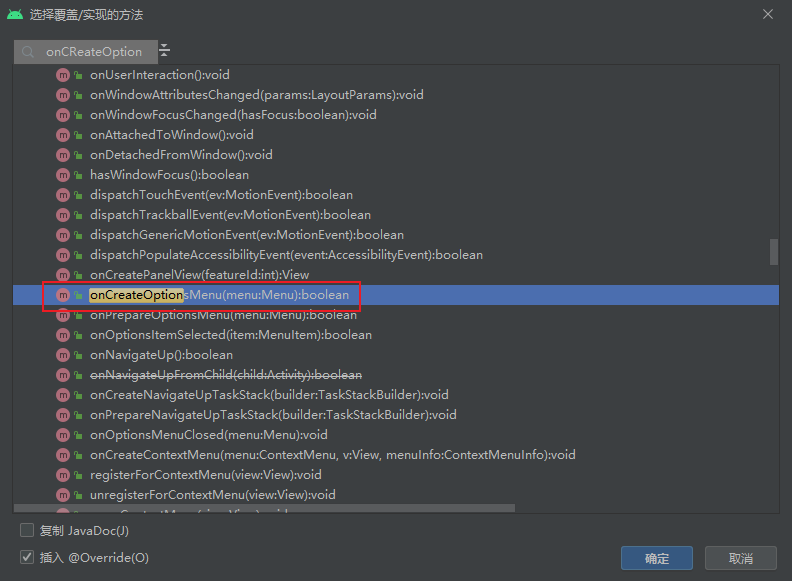 选择覆盖/实现的方法
onCReateOption
onUserInteraction():void
onWindowAttributesChanged(params:LayoutParams):void
onWindowFocusChanged(hasFocus:boolean):void
onAttachedToWindow():void
onDetachedFromWindow():void
hasWindowFocus():boolean
dispatchTouchEvent(ev:MotionEvent):boolean
dispatchTrackballEvent(ev:MotionEvent):boolean
dispatchGenericMotionEvent(ev:MotionEvent):boolean
dispatchPopulateAccessibilityEvent(event:AccessibilityEvent):boolean
onCreatePanelView(featureId:int):View
onCreateOptionsMenu(menu:Menu):boolean
onPrepareOptionsMenu(menu:Menu):boolean
onOptionsItemSelected(item:MenuItem):boolean
onNavigateUp():boolean
onNavigateUpFromChild(child:Activity):boolean
onCreateNavigateUpTaskStack(builder:TaskStackBuilder):void
onPrepareNavigateUpTaskStack(builder:TaskStackBuilder):void
onOptionsMenuClosed(menu:Menu):void
onCreateContextMenu(menu:ContextMenu, v:View, menuInfo:ContextMenuInfo):void
registerForContextMenu(view:View):void
unregisterForContextMenu(view:View):void
复制 JavaDoc(J)
插入 @Override(O)
确定
取消